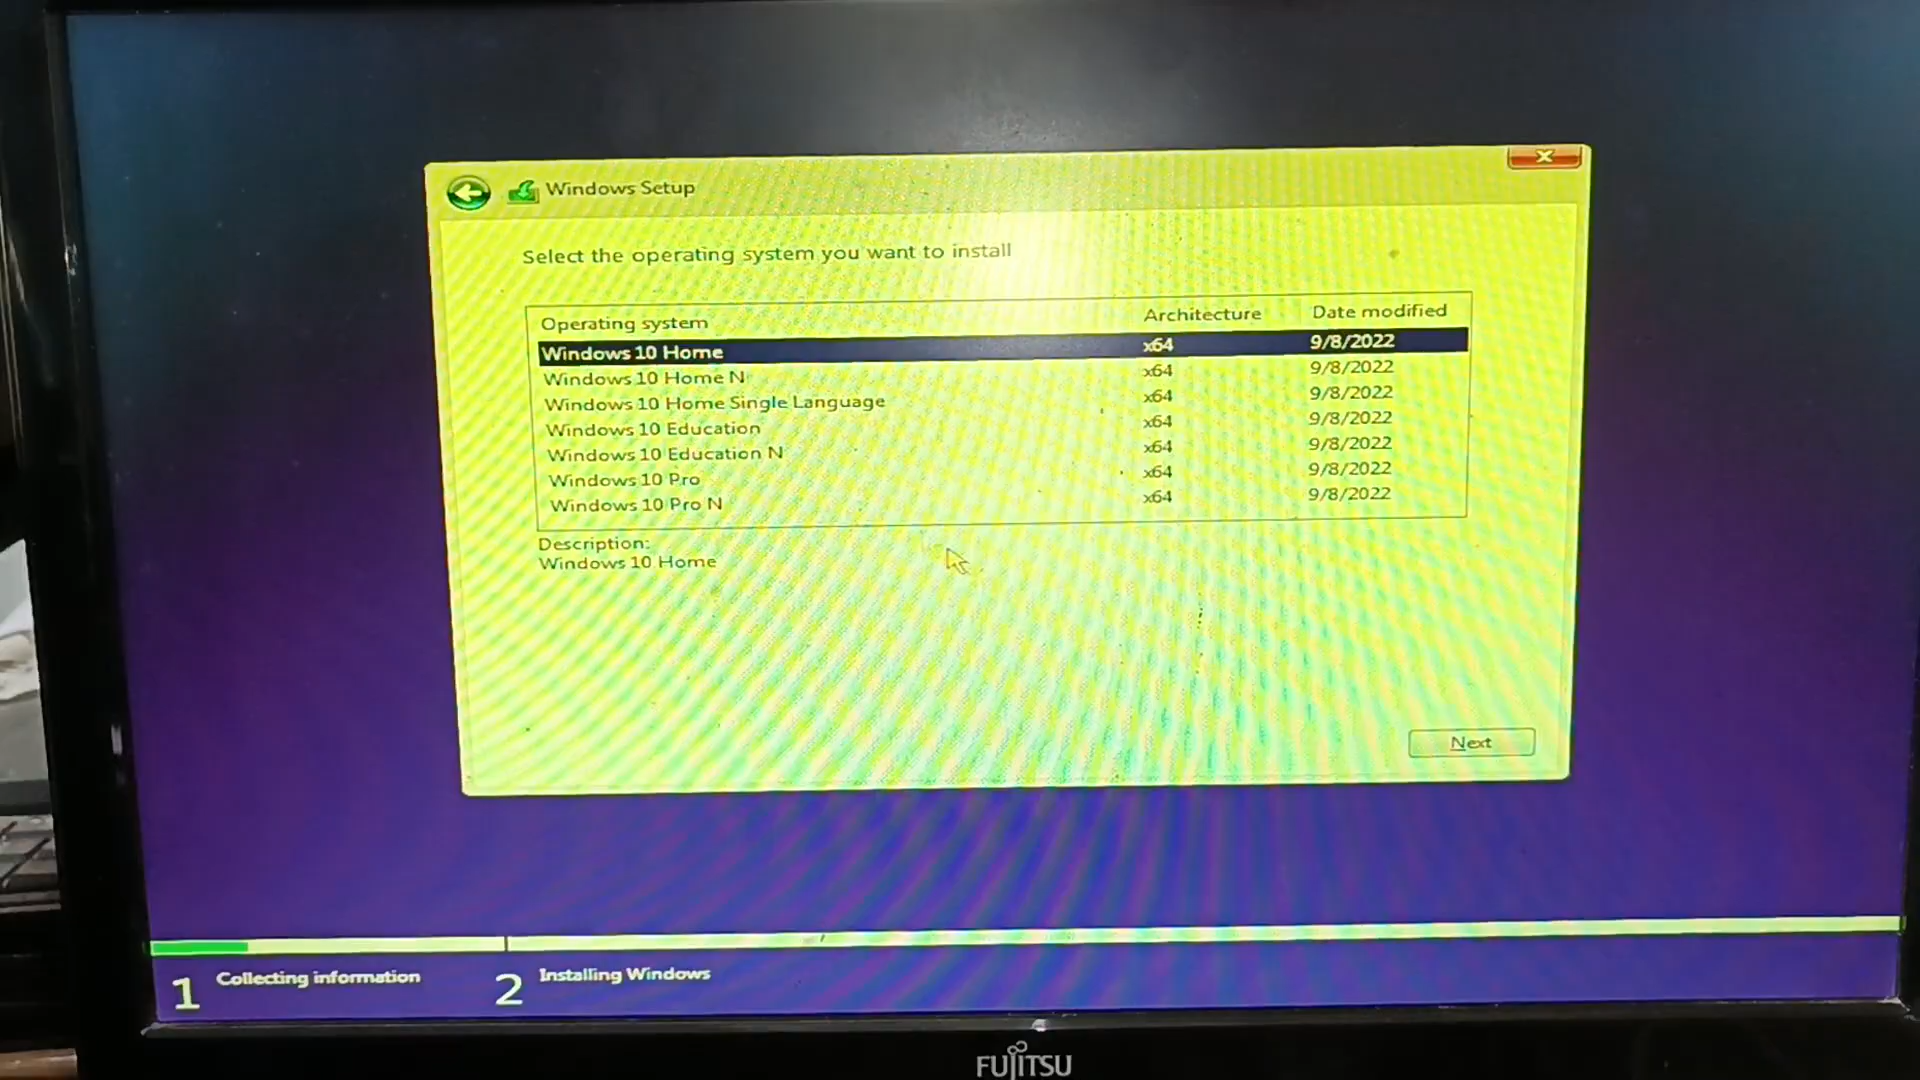 Windows Setup
Select the operating system you want to install
Operating system Architecture Date modified
Windows 10 Home x64 9/8/2022
Windows 10 Home N x64 9/8/2022
Windows 10 Home Single Language x64 9/8/2022
Windows 10 Education x64 9/8/2022
Windows 10 Education N x64 9/8/2022
Windows 10 Pro x64 9/8/2022
Windows 10 Pro N x64 9/8/2022
Description:
Windows 10 Home
Next
1 Collecting information 2 Installing Windows
FUJITSU